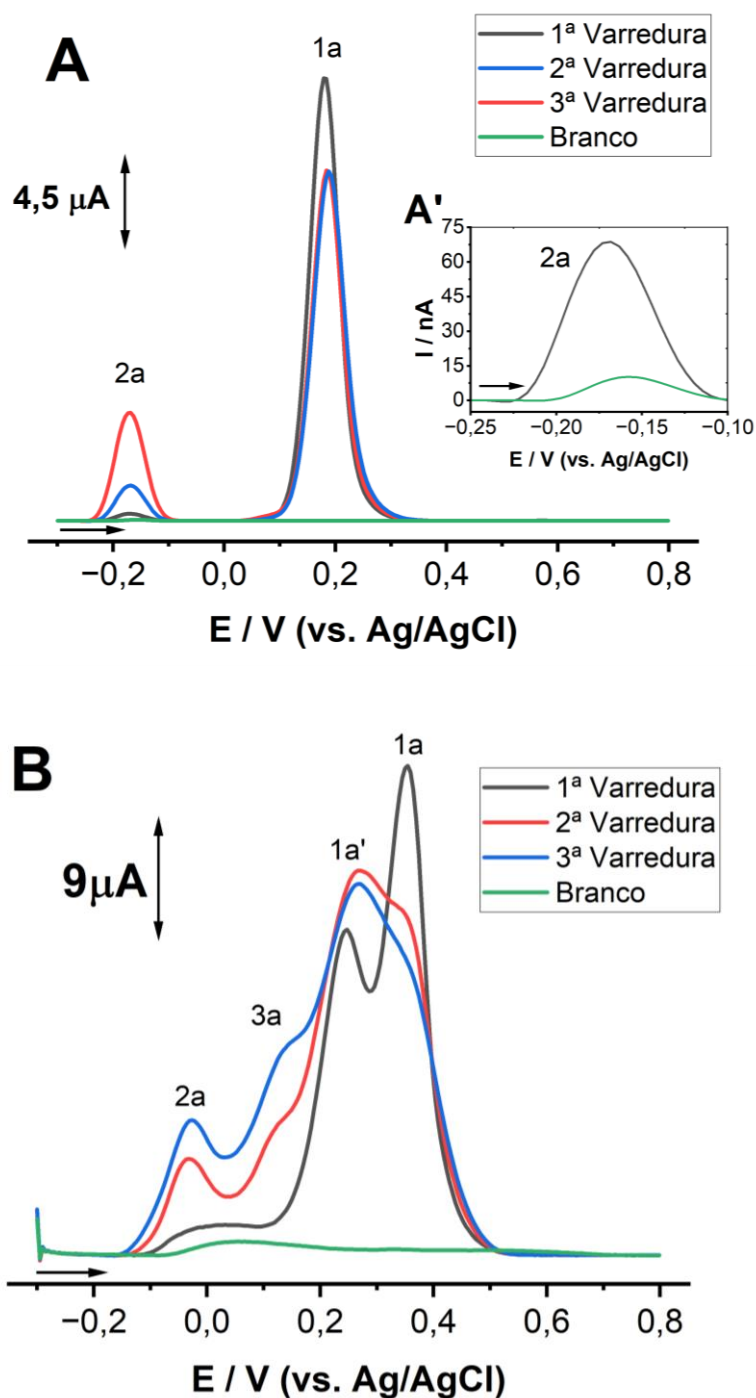 A
1a
1ª Varredura
2ª Varredura
3ª Varredura
Branco
4,5 μA
2a
A'
75
60
45
30
15
0
I / nA
2a
−0,25
−0,20
−0,15
−0,10
E / V (vs. Ag/AgCl)
−0,2
0,0
0,2
0,4
0,6
0,8
E / V (vs. Ag/AgCl)
B
1a
1ª Varredura
2ª Varredura
3ª Varredura
Branco
9μA
1a'
3a
2a
−0,2
0,0
0,2
0,4
0,6
0,8
E / V (vs. Ag/AgCl)